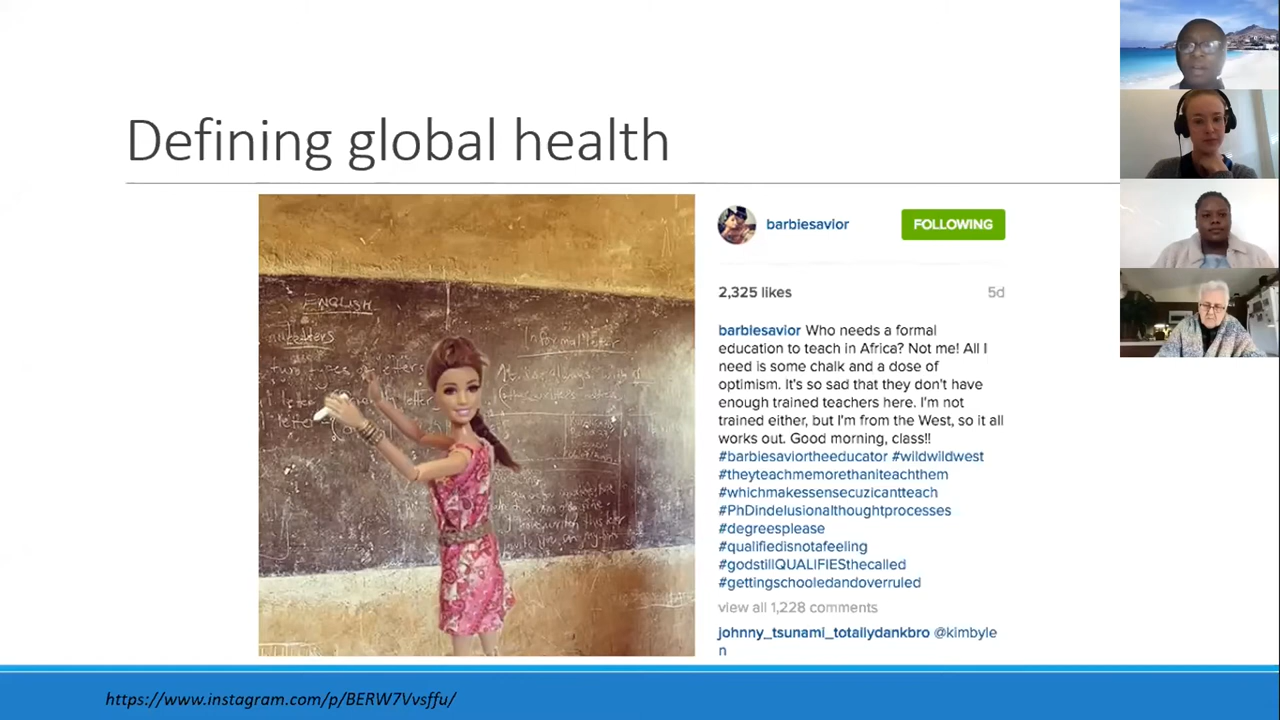 Defining global health
ENGLISH
Informal letter
barbiesavior
FOLLOWING
2,325 likes
5d
barbiesavior Who needs a formal
education to teach in Africa? Not me! All I
need is some chalk and a dose of
optimism. It's so sad that they don't have
enough trained teachers here. I'm not
trained either, but I'm from the West, so it all
works out. Good morning, class!!
#barbiesaviortheeducator #wildwildwest
#theyteachmemorethaniteachthem
#whichmakessensecuzicantteach
#PhDindelusionalthoughtprocesses
#degreesplease
#qualifiedisnotafeeling
#godstillQUALIFIESthecalled
#gettingschooledandoverruled
view all 1,228 comments
johnny_tsunami_totallydankbro @kimbyle
n
https://www.instagram.com/p/BERW7Vvsffu/